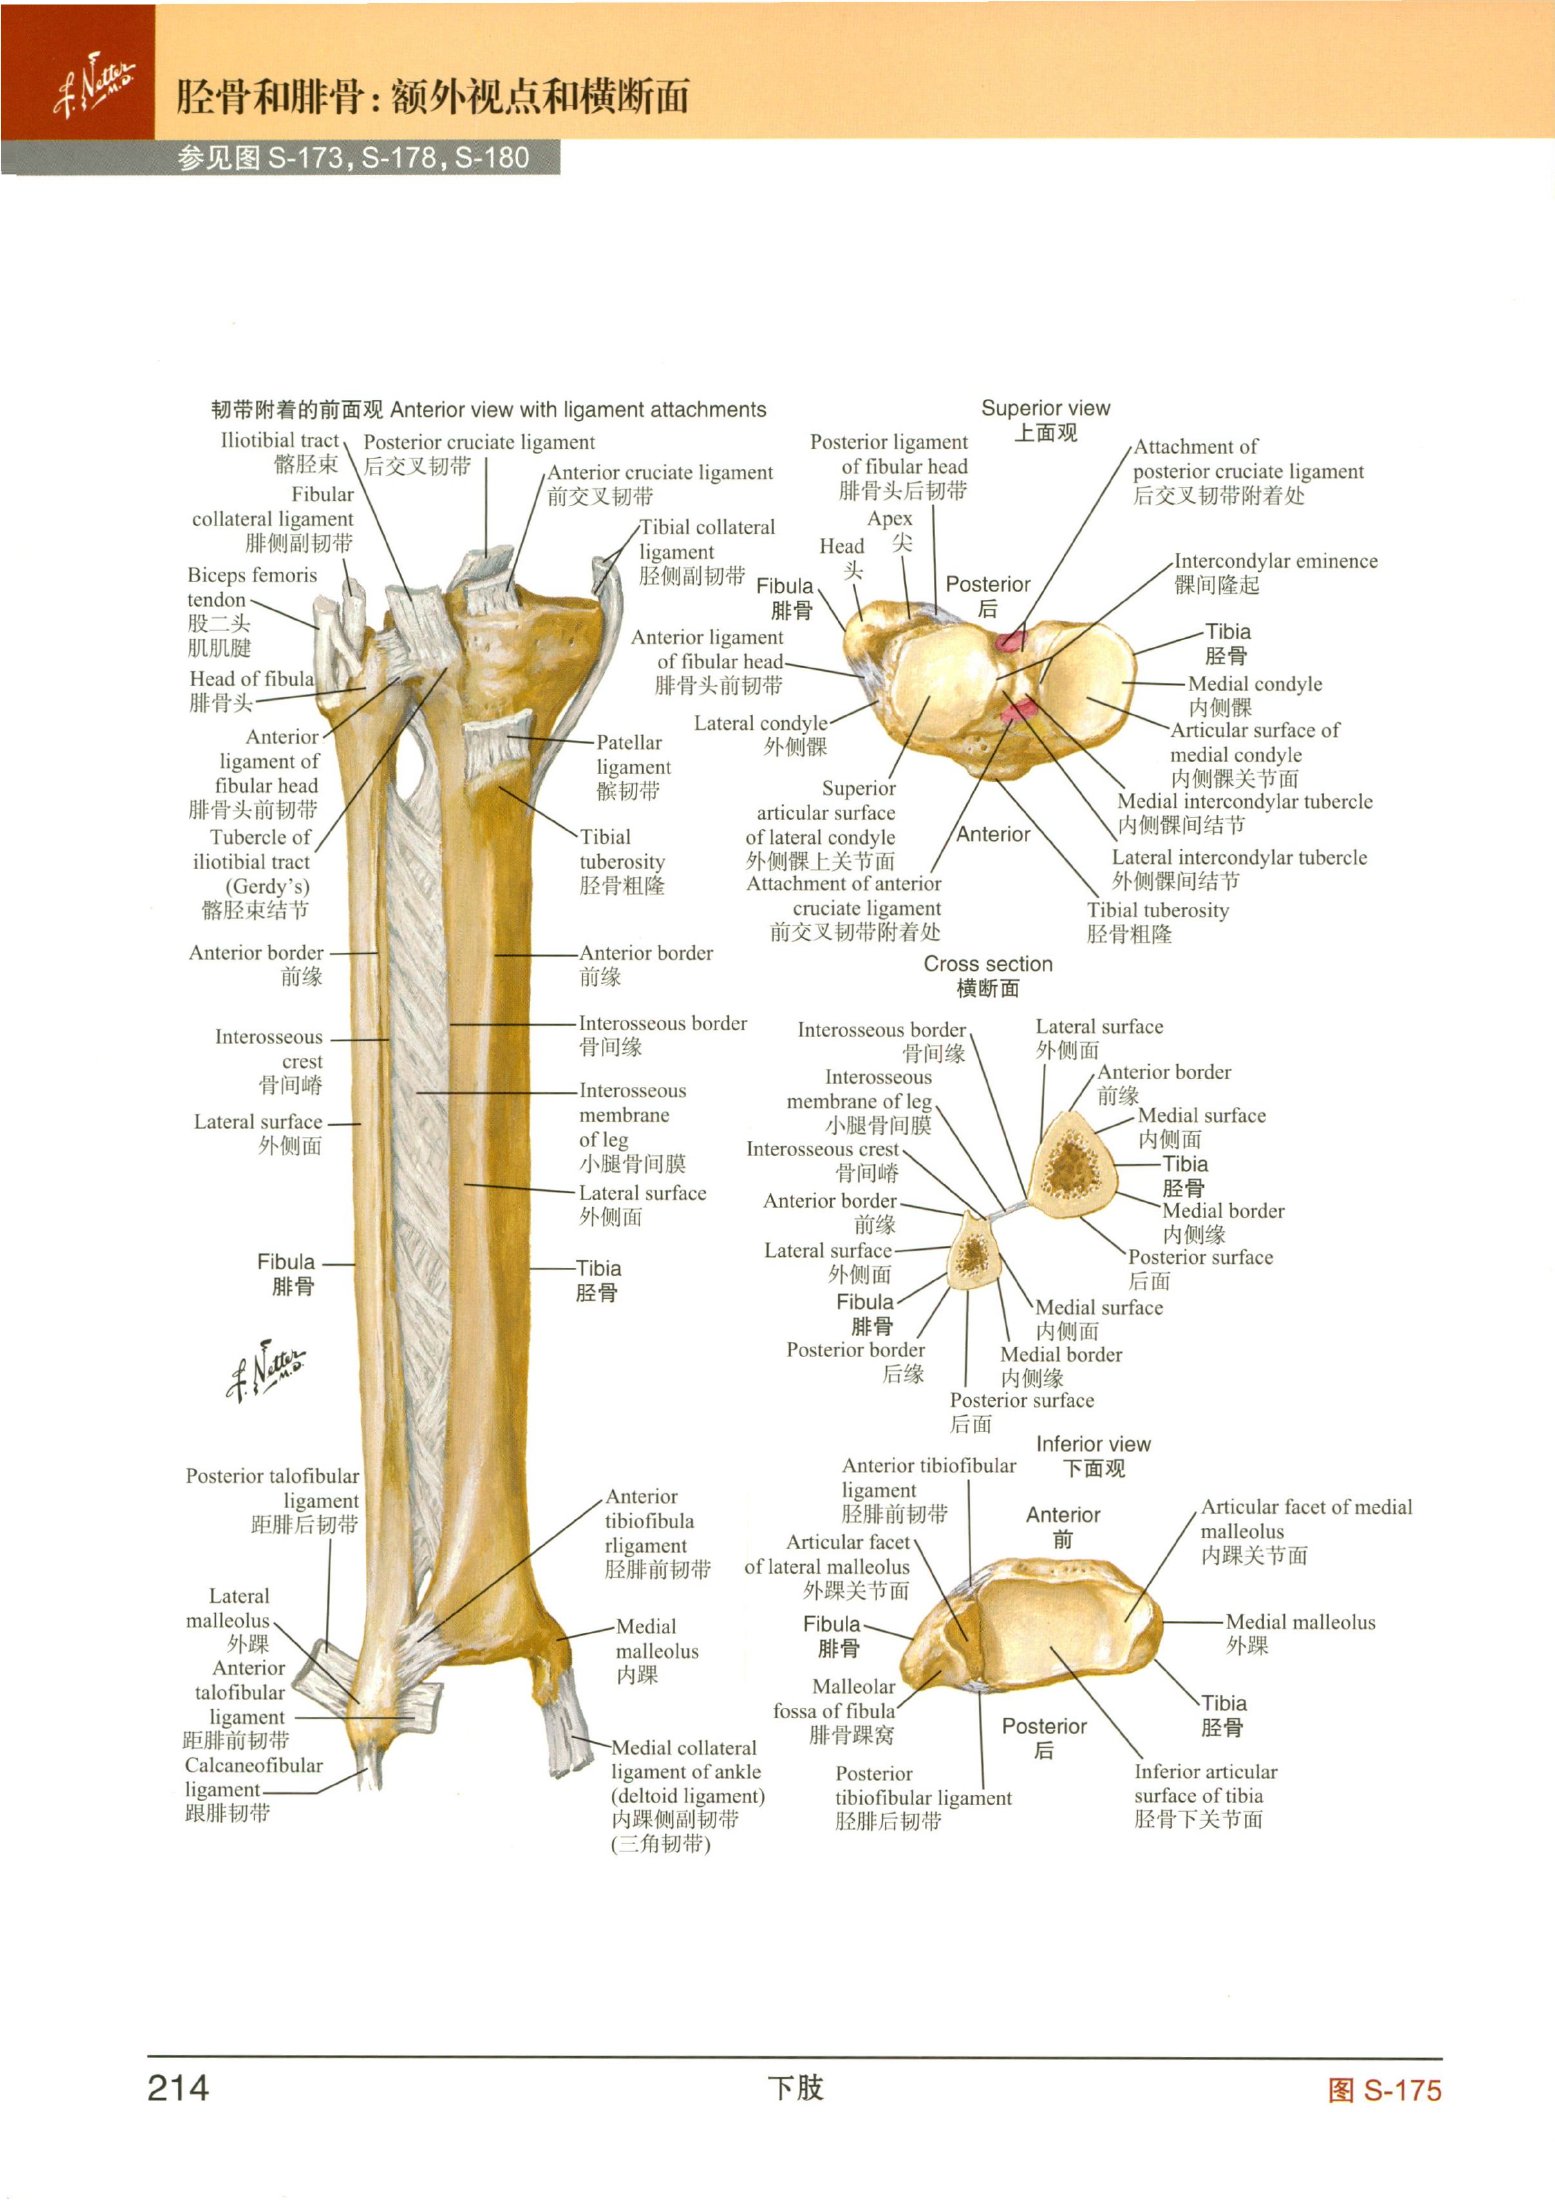 F. Netter M.D.
胫骨和腓骨：额外视点和横断面
参见图 S-173, S-178, S-180
韧带附着的前面观 Anterior view with ligament attachments
Iliotibial tract
髂胫束
Posterior cruciate ligament
后交叉韧带
Anterior cruciate ligament
前交叉韧带
Fibular
collateral ligament
腓侧副韧带
Tibial collateral
ligament
胫侧副韧带
Biceps femoris
tendon
股二头
肌肌腱
Head of fibula
腓骨头
Anterior
ligament of
fibular head
腓骨头前韧带
Patellar
ligament
髌韧带
Tubercle of
iliotibial tract
(Gerdy's)
髂胫束结节
Tibial
tuberosity
胫骨粗隆
Anterior border
前缘
Anterior border
前缘
Interosseous
crest
骨间嵴
Interosseous border
骨间缘
Interosseous
membrane
of leg
小腿骨间膜
Lateral surface
外侧面
Lateral surface
外侧面
Fibula
腓骨
Tibia
胫骨
F. Netter M.D.
Posterior talofibular
ligament
距腓后韧带
Anterior
tibiofibula
rligament
胫腓前韧带
Lateral
malleolus
外踝
Medial
malleolus
内踝
Anterior
talofibular
ligament
距腓前韧带
Calcaneofibular
ligament
跟腓韧带
Medial collateral
ligament of ankle
(deltoid ligament)
内踝侧副韧带
(三角韧带)
Superior view
上面观
Posterior ligament
of fibular head
腓骨头后韧带
Attachment of
posterior cruciate ligament
后交叉韧带附着处
Apex
尖
Head
头
Fibula
腓骨
Posterior
后
Intercondylar eminence
髁间隆起
Anterior ligament
of fibular head
腓骨头前韧带
Tibia
胫骨
Medial condyle
内侧髁
Lateral condyle
外侧髁
Articular surface of
medial condyle
内侧髁关节面
Superior
articular surface
of lateral condyle
外侧髁上关节面
Medial intercondylar tubercle
内侧髁间结节
Anterior
Lateral intercondylar tubercle
外侧髁间结节
Attachment of anterior
cruciate ligament
前交叉韧带附着处
Tibial tuberosity
胫骨粗隆
Cross section
横断面
Interosseous border
骨间缘
Lateral surface
外侧面
Interosseous
membrane of leg
小腿骨间膜
Anterior border
前缘
Medial surface
内侧面
Interosseous crest
骨间嵴
Tibia
胫骨
Anterior border
前缘
Medial border
内侧缘
Lateral surface
外侧面
Posterior surface
后面
Fibula
腓骨
Medial surface
内侧面
Posterior border
后缘
Medial border
内侧缘
Posterior surface
后面
Inferior view
下面观
Anterior tibiofibular
ligament
胫腓前韧带
Anterior
前
Articular facet of medial
malleolus
内踝关节面
Articular facet
of lateral malleolus
外踝关节面
Fibula
腓骨
Medial malleolus
外踝
Malleolar
fossa of fibula
腓骨踝窝
Posterior
后
Tibia
胫骨
Posterior
tibiofibular ligament
胫腓后韧带
Inferior articular
surface of tibia
胫骨下关节面
214
下肢
图 S-175